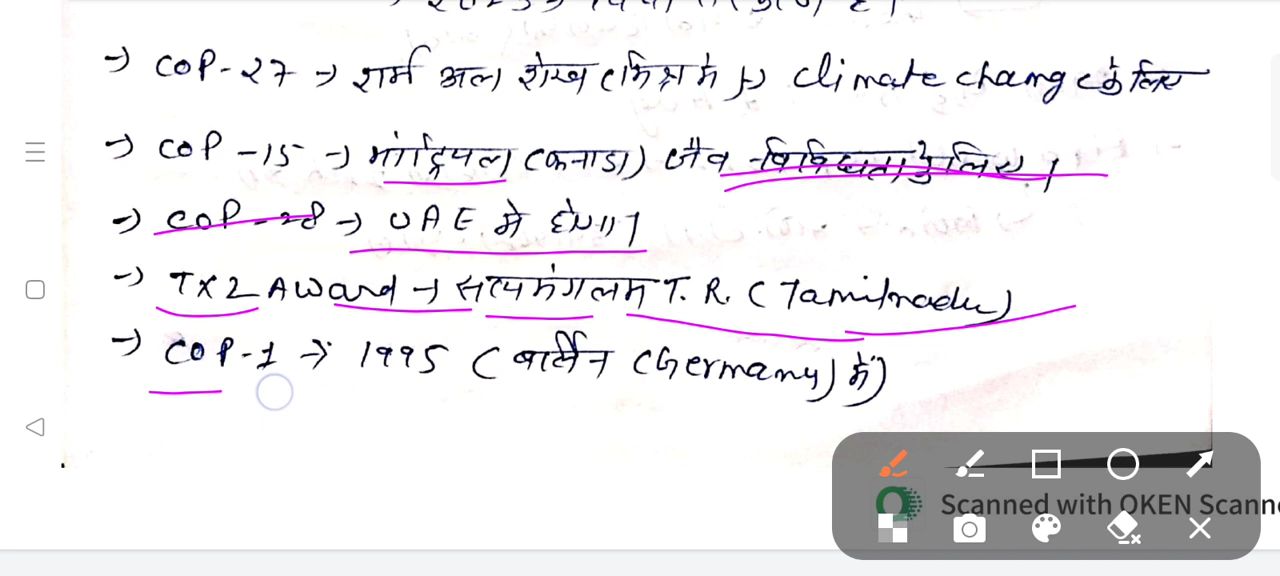 → COP-27 → शर्म अल शेख (मिश्र में) → climate change के लिए
→ COP-15 → मांट्रियल (कनाडा) जैव-विविधता के लिए।
→ COP-28 → UAE में होगा।
→ TX2 Award → सत्यमंगलम T.R. (Tamilnadu)
→ COP-1 → 1995 (बर्लिन (Germany) में)
Scanned with OKEN Scann